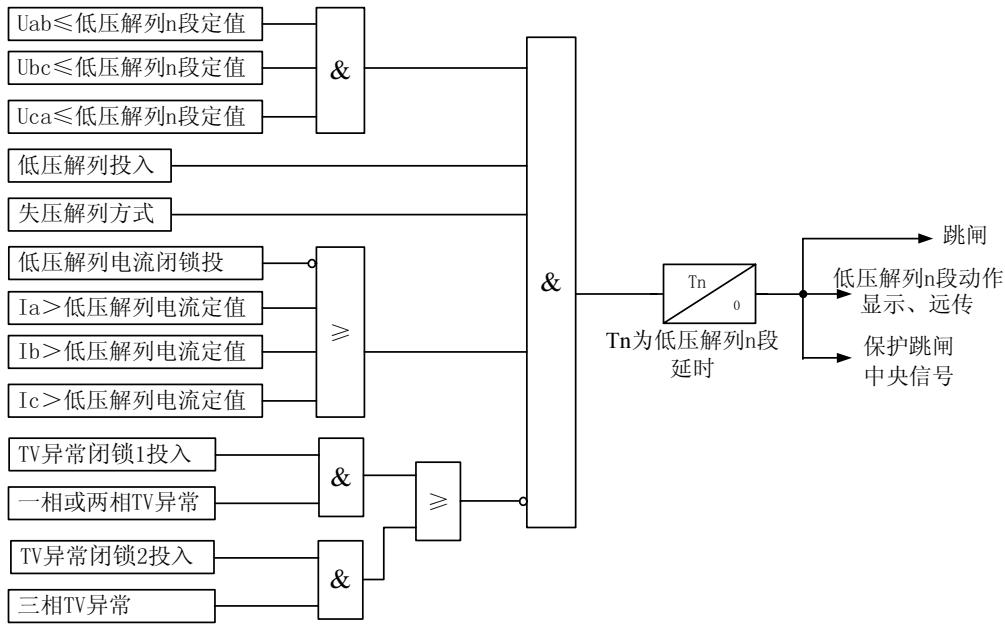 Uab≤低压解列n段定值
Ubc≤低压解列n段定值
Uca≤低压解列n段定值
&
低压解列投入
失压解列方式
低压解列电流闭锁投
Ia＞低压解列电流定值
Ib＞低压解列电流定值
Ic＞低压解列电流定值
≥
TV异常闭锁1投入
一相或两相TV异常
&
TV异常闭锁2投入
三相TV异常
&
≥
&
Tn
0
Tn为低压解列n段
延时
跳闸
低压解列n段动作
显示、远传
保护跳闸
中央信号